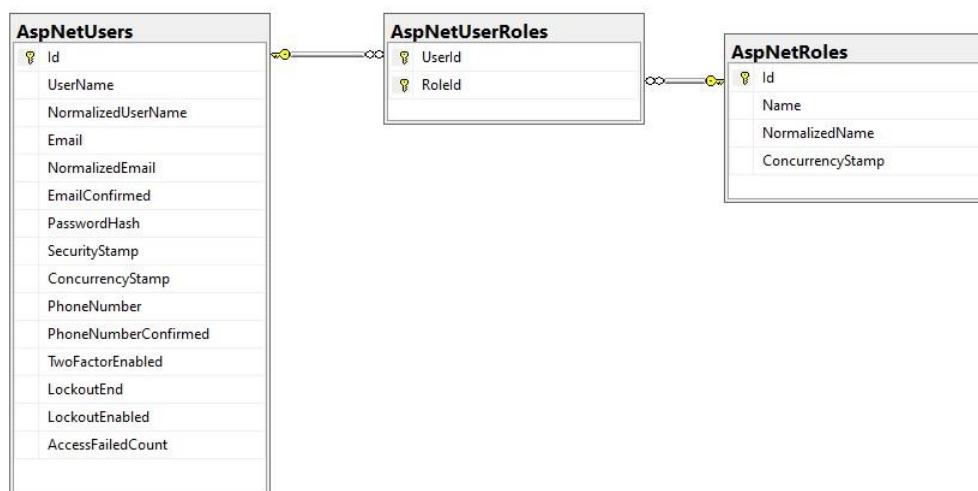 AspNetUsers
Id
UserName
NormalizedUserName
Email
NormalizedEmail
EmailConfirmed
PasswordHash
SecurityStamp
ConcurrencyStamp
PhoneNumber
PhoneNumberConfirmed
TwoFactorEnabled
LockoutEnd
LockoutEnabled
AccessFailedCount
AspNetUserRoles
UserId
RoleId
AspNetRoles
Id
Name
NormalizedName
ConcurrencyStamp